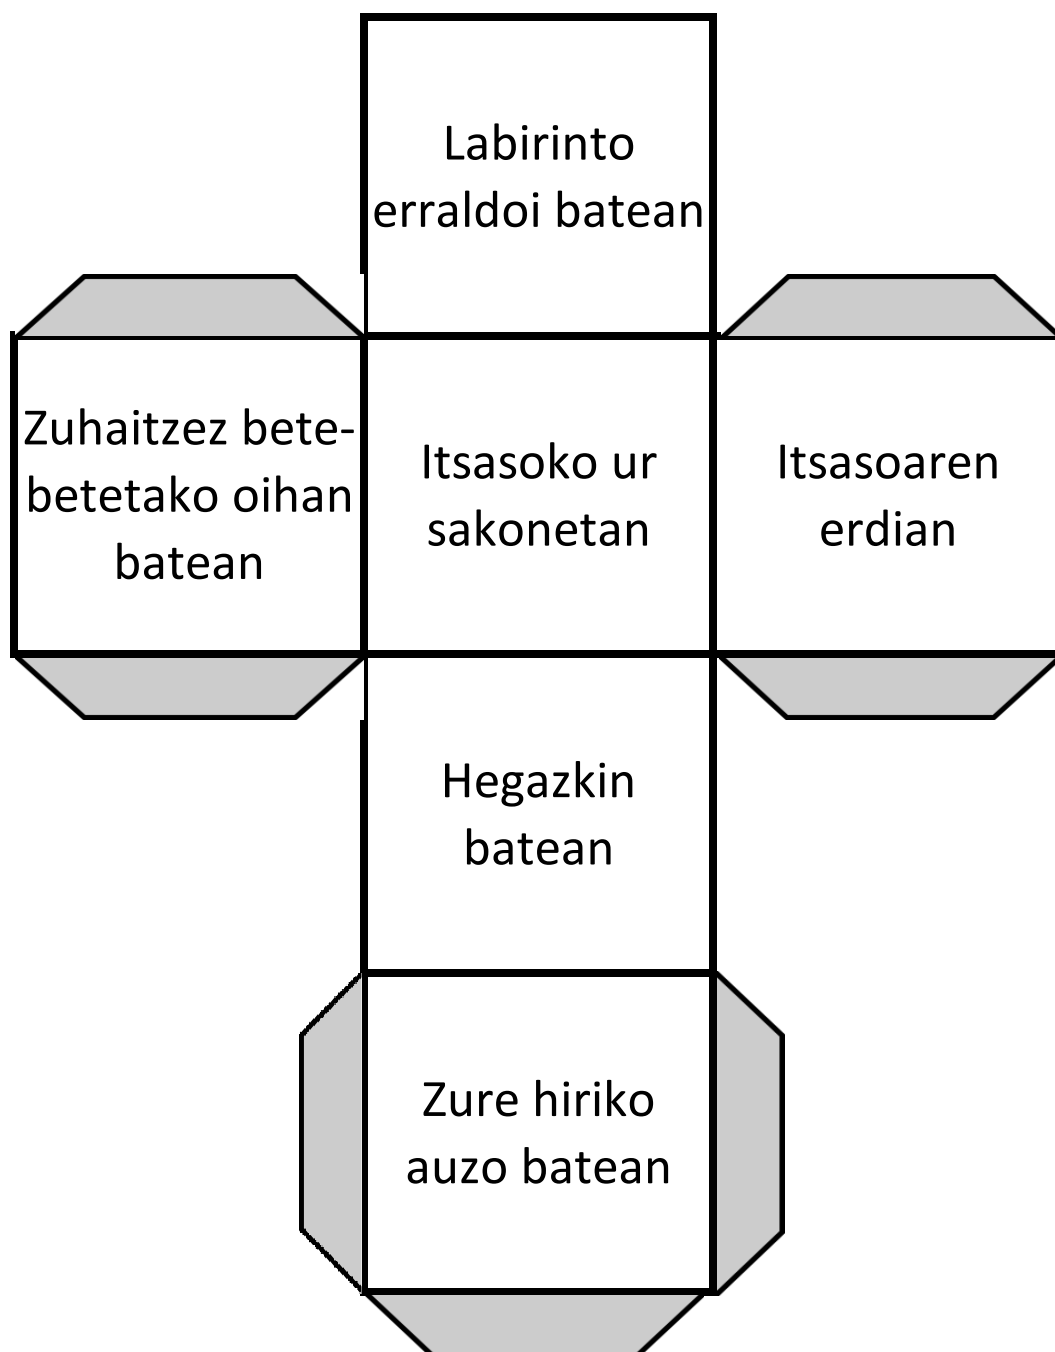 Labirinto
erraldoi batean
Zuhaitzez bete-
betetako oihan
batean
Itsasoko ur
sakonetan
Itsasoaren
erdian
Hegazkin
batean
Zure hiriko
auzo batean